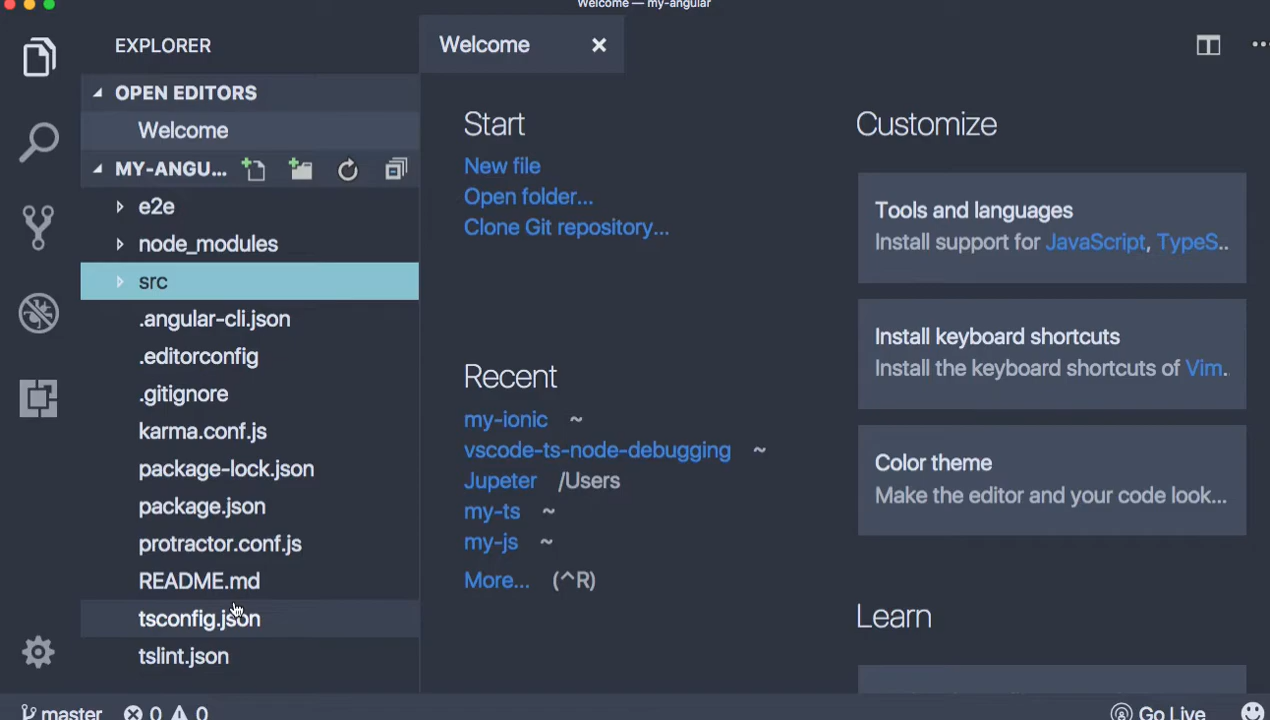 Welcome — my-angular
EXPLORER
OPEN EDITORS
Welcome
MY-ANGU...
e2e
node_modules
src
.angular-cli.json
.editorconfig
.gitignore
karma.conf.js
package-lock.json
package.json
protractor.conf.js
README.md
tsconfig.json
tslint.json
Welcome
Start
New file
Open folder...
Clone Git repository...
Recent
my-ionic ~
vscode-ts-node-debugging ~
Jupeter /Users
my-ts ~
my-js ~
More... (^R)
Customize
Tools and languages
Install support for JavaScript, TypeS..
Install keyboard shortcuts
Install the keyboard shortcuts of Vim.
Color theme
Make the editor and your code look...
Learn
master 0 0
Go Live